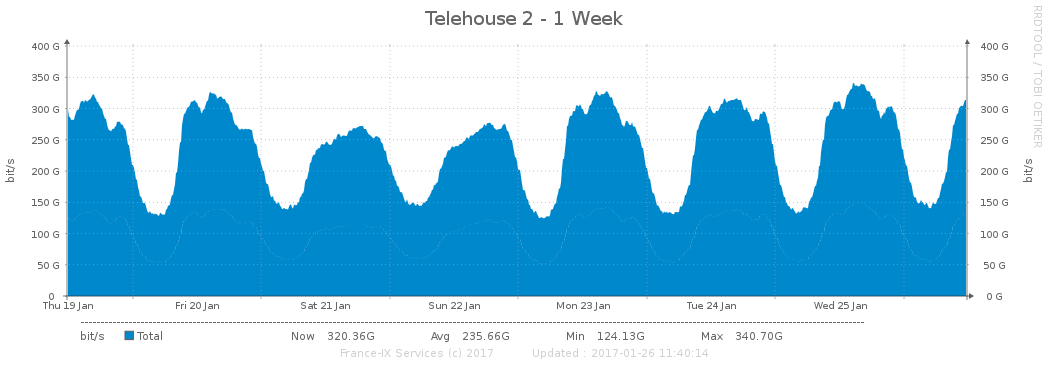 Telehouse 2 - 1 Week
RRDTOOL / TOBI OETIKER
400 G 400 G
350 G 350 G
300 G 300 G
250 G 250 G
200 G 200 G
150 G 150 G
100 G 100 G
50 G 50 G
0 0 G
bit/s bit/s
Thu 19 Jan Fri 20 Jan Sat 21 Jan Sun 22 Jan Mon 23 Jan Tue 24 Jan Wed 25 Jan
bit/s Total Now 320.36G Avg 235.66G Min 124.13G Max 340.70G
France-IX Services (c) 2017 Updated : 2017-01-26 11:40:14